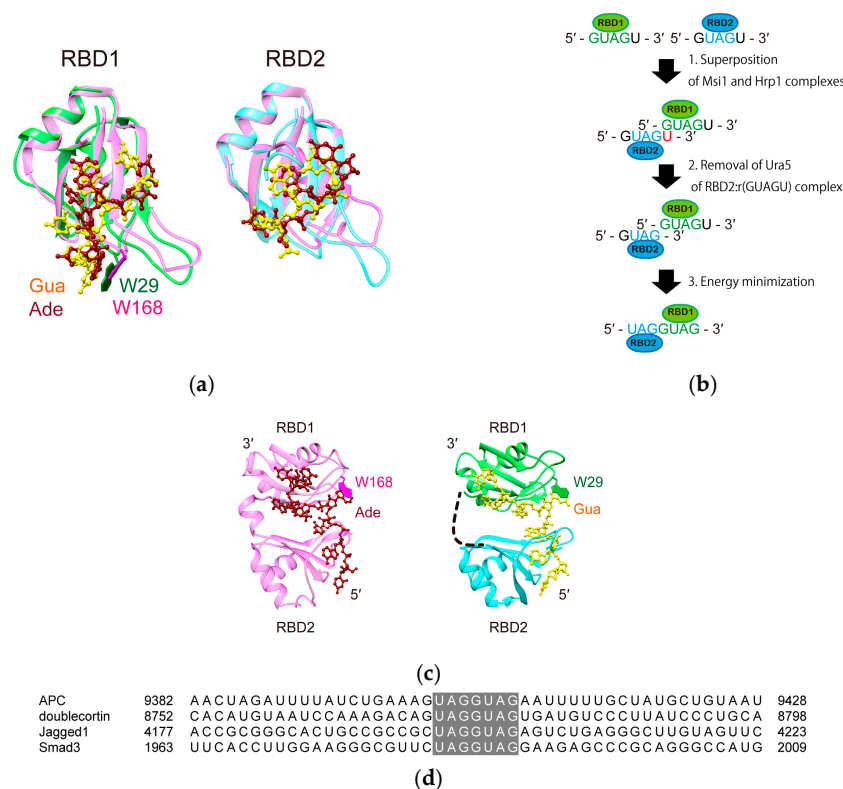 (a)
RBD1
RBD2
Gua
Ade
W29
W168
RBD1
RBD2
5′ - GUAGU - 3′ 5′ - GUAGU - 3′
1. Superposition
of Msi1 and Hrp1 complexes
RBD1
5′ - GUAGU - 3′
5′ - GUAGU - 3′
RBD2
2. Removal of Ura5
of RBD2:r(GUAGU) complex
RBD1
5′ - GUAGU - 3′
5′ - GUAG - 3′
RBD2
3. Energy minimization
RBD1
5′ - UAGGUAG - 3′
RBD2
(b)
RBD1
3′
W168
Ade
5′
RBD2
RBD1
3′
W29
Gua
5′
RBD2
(c)
APC 9382 AACUAGAUUUUAUCUGAAAGUAGGUAGAAUUUUUGCUAUGCUGUAAU 9428
doublecortin 8752 CACAUGUAAUCCAAAGACAGUAGGUAGUGAUGUCCCUUAUCCCUGCA 8798
Jagged1 4177 ACCGCGGGCACUGCCGCCGCUAGGUAGAGUCUGAGGGCUUGUAGUUC 4223
Smad3 1963 UUCACCUUGGAAGGGCGUUCUAGGUAGGAAGAGCCCGCAGGGCCAUG 2009
(d)